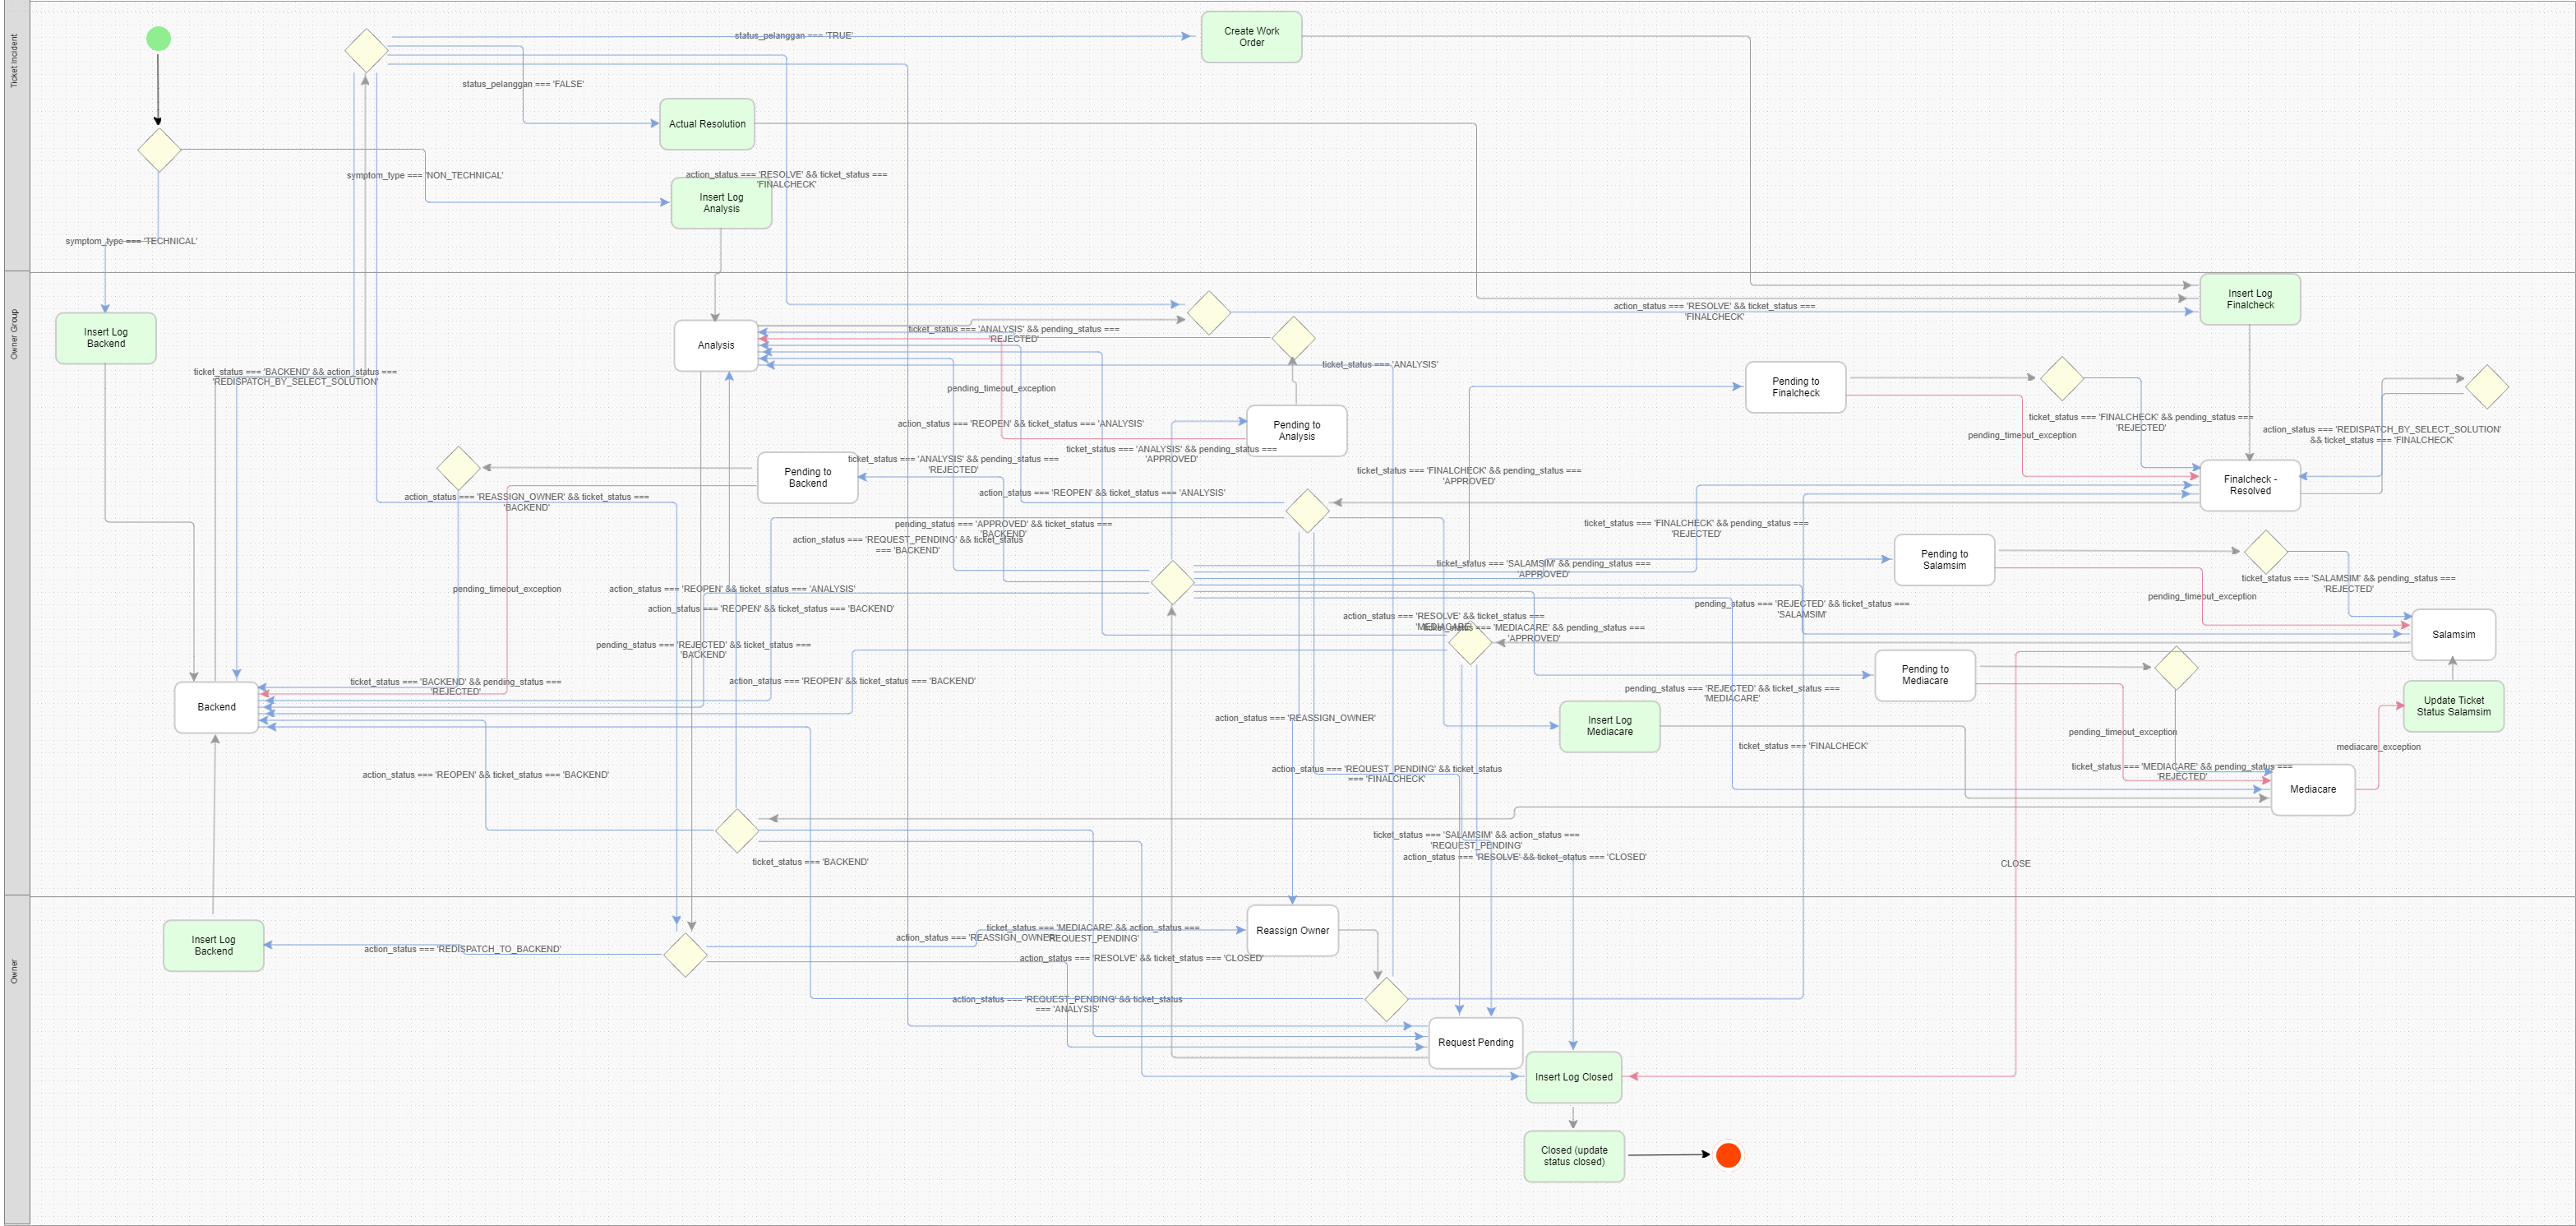 Ticket Incident
status_pelanggan === 'TRUE'
Create Work
Order
status_pelanggan === 'FALSE'
Actual Resolution
symptom_type === 'NON_TECHNICAL'
action_status === 'RESOLVE' && ticket_status ===
'FINALCHECK'
Insert Log
Analysis
symptom_type === 'TECHNICAL'
Owner Group
Insert Log
Backend
Analysis
ticket_status === 'ANALYSIS' && pending_status ===
'REJECTED'
action_status === 'RESOLVE' && ticket_status ===
'FINALCHECK'
Insert Log
Finalcheck
ticket_status === 'BACKEND' && action_status ===
'REDISPATCH_BY_SELECT_SOLUTION'
pending_timeout_exception
ticket_status === 'ANALYSIS'
Pending to
Finalcheck
action_status === 'REOPEN' && ticket_status === 'ANALYSIS'
Pending to
Analysis
ticket_status === 'FINALCHECK' && pending_status ===
'REJECTED'
pending_timeout_exception
action_status === 'REDISPATCH_BY_SELECT_SOLUTION'
&& ticket_status === 'FINALCHECK'
ticket_status === 'ANALYSIS' && pending_status ===
'APPROVED'
Pending to
Backend
ticket_status === 'ANALYSIS' && pending_status ===
'REJECTED'
ticket_status === 'FINALCHECK' && pending_status ===
'APPROVED'
Finalcheck -
Resolved
action_status === 'REASSIGN_OWNER' && ticket_status ===
'BACKEND'
action_status === 'REOPEN' && ticket_status === 'ANALYSIS'
pending_status === 'APPROVED' && ticket_status ===
'BACKEND'
action_status === 'REQUEST_PENDING' && ticket_status
=== 'BACKEND'
ticket_status === 'FINALCHECK' && pending_status ===
'REJECTED'
Pending to
Salamsim
ticket_status === 'SALAMSIM' && pending_status ===
'APPROVED'
ticket_status === 'SALAMSIM' && pending_status ===
'REJECTED'
pending_timeout_exception
action_status === 'REOPEN' && ticket_status === 'ANALYSIS'
action_status === 'REOPEN' && ticket_status === 'BACKEND'
pending_timeout_exception
pending_status === 'REJECTED' && ticket_status ===
'SALAMSIM'
action_status === 'RESOLVE' && ticket_status ===
'MEDIACARE'
ticket_status === 'MEDIACARE' && pending_status ===
'APPROVED'
Salamsim
pending_status === 'REJECTED' && ticket_status ===
'BACKEND'
Pending to
Mediacare
ticket_status === 'BACKEND' && pending_status ===
'REJECTED'
action_status === 'REOPEN' && ticket_status === 'BACKEND'
pending_status === 'REJECTED' && ticket_status ===
'MEDIACARE'
Backend
Update Ticket
Status Salamsim
action_status === 'REASSIGN_OWNER'
Insert Log
Mediacare
pending_timeout_exception
ticket_status === 'FINALCHECK'
mediacare_exception
action_status === 'REOPEN' && ticket_status === 'BACKEND'
action_status === 'REQUEST_PENDING' && ticket_status
=== 'FINALCHECK'
ticket_status === 'MEDIACARE' && pending_status ===
'REJECTED'
Mediacare
ticket_status === 'SALAMSIM' && action_status ===
'REQUEST_PENDING'
action_status === 'RESOLVE' && ticket_status === 'CLOSED'
ticket_status === 'BACKEND'
CLOSE
Owner
Insert Log
Backend
action_status === 'REDISPATCH_TO_BACKEND'
ticket_status === 'MEDIACARE' && action_status ===
'REQUEST_PENDING'
action_status === 'REASSIGN_OWNER'
Reassign Owner
action_status === 'RESOLVE' && ticket_status === 'CLOSED'
action_status === 'REQUEST_PENDING' && ticket_status
=== 'ANALYSIS'
Request Pending
Insert Log Closed
Closed (update
status closed)